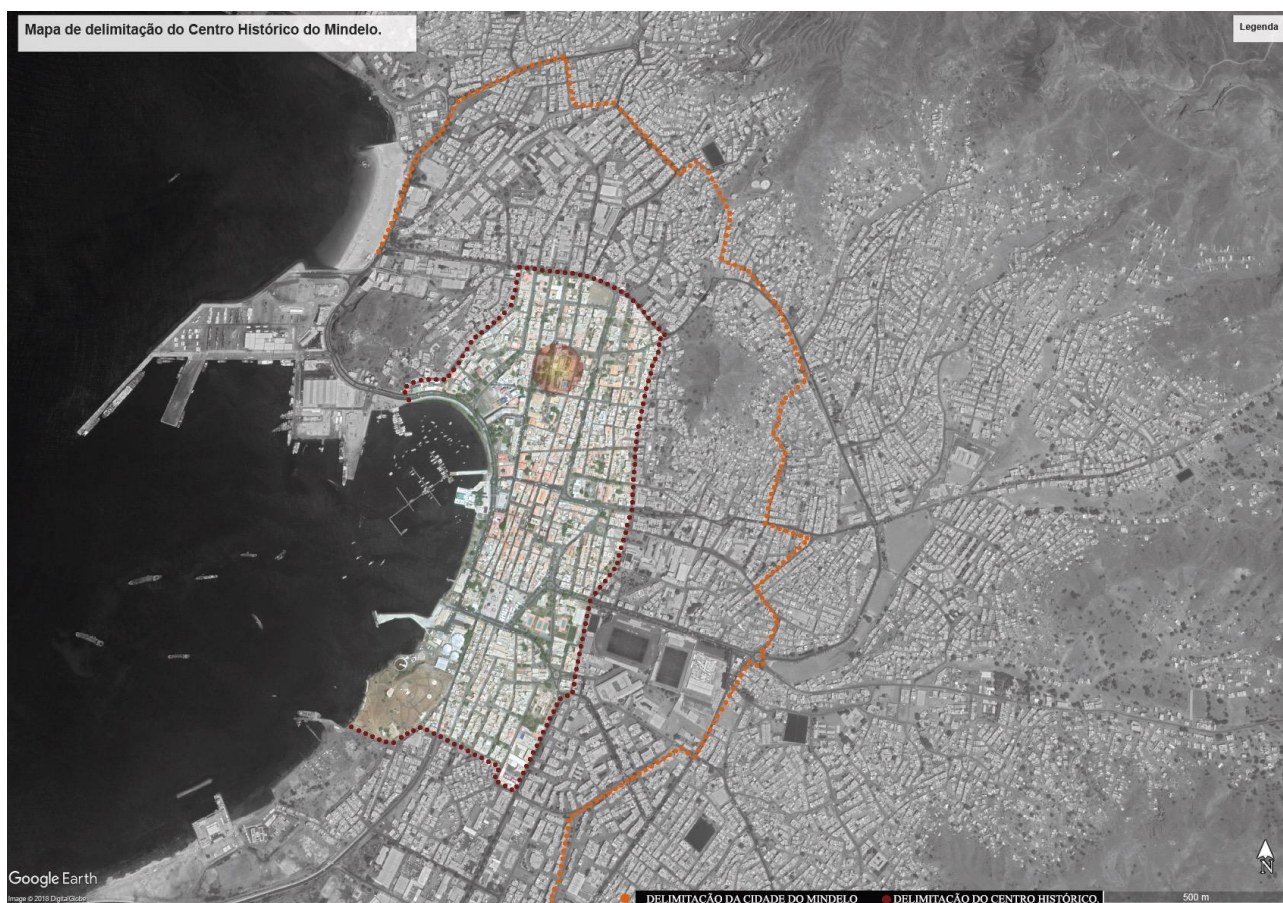 Mapa de delimitação do Centro Histórico do Mindelo.
Legenda
N
Google Earth
Image © 2018 DigitalGlobe
DELIMITAÇÃO DA CIDADE DO MINDELO
DELIMITAÇÃO DO CENTRO HISTÓRICO.
500 m